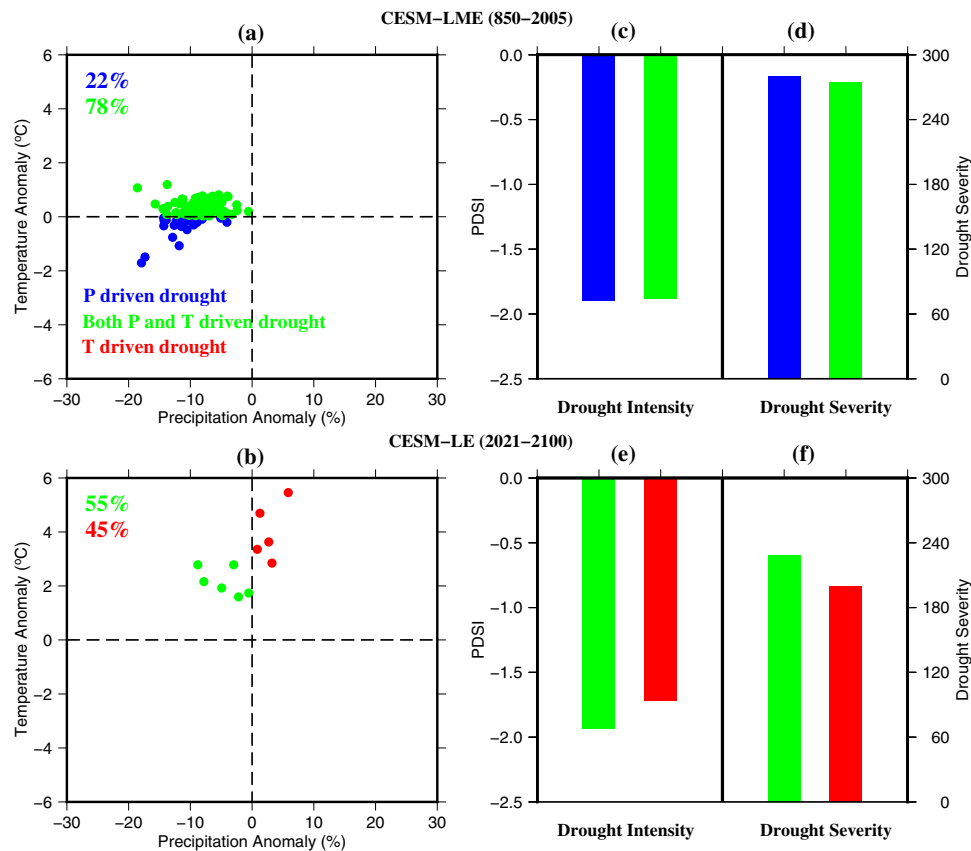 CESM−LME (850−2005)
(a)
(c)
(d)
6
4
2
0
−2
−4
−6
Temperature Anomaly (ºC)
22%
78%
P driven drought
Both P and T driven drought
T driven drought
−30 −20 −10 0 10 20 30
Precipitation Anomaly (%)
0.0
−0.5
−1.0
−1.5
−2.0
−2.5
PDSI
300
240
180
120
60
0
Drought Severity
Drought Intensity
Drought Severity
CESM−LE (2021−2100)
(b)
(e)
(f)
6
4
2
0
−2
−4
−6
Temperature Anomaly (ºC)
55%
45%
−30 −20 −10 0 10 20 30
Precipitation Anomaly (%)
0.0
−0.5
−1.0
−1.5
−2.0
−2.5
PDSI
300
240
180
120
60
0
Drought Severity
Drought Intensity
Drought Severity